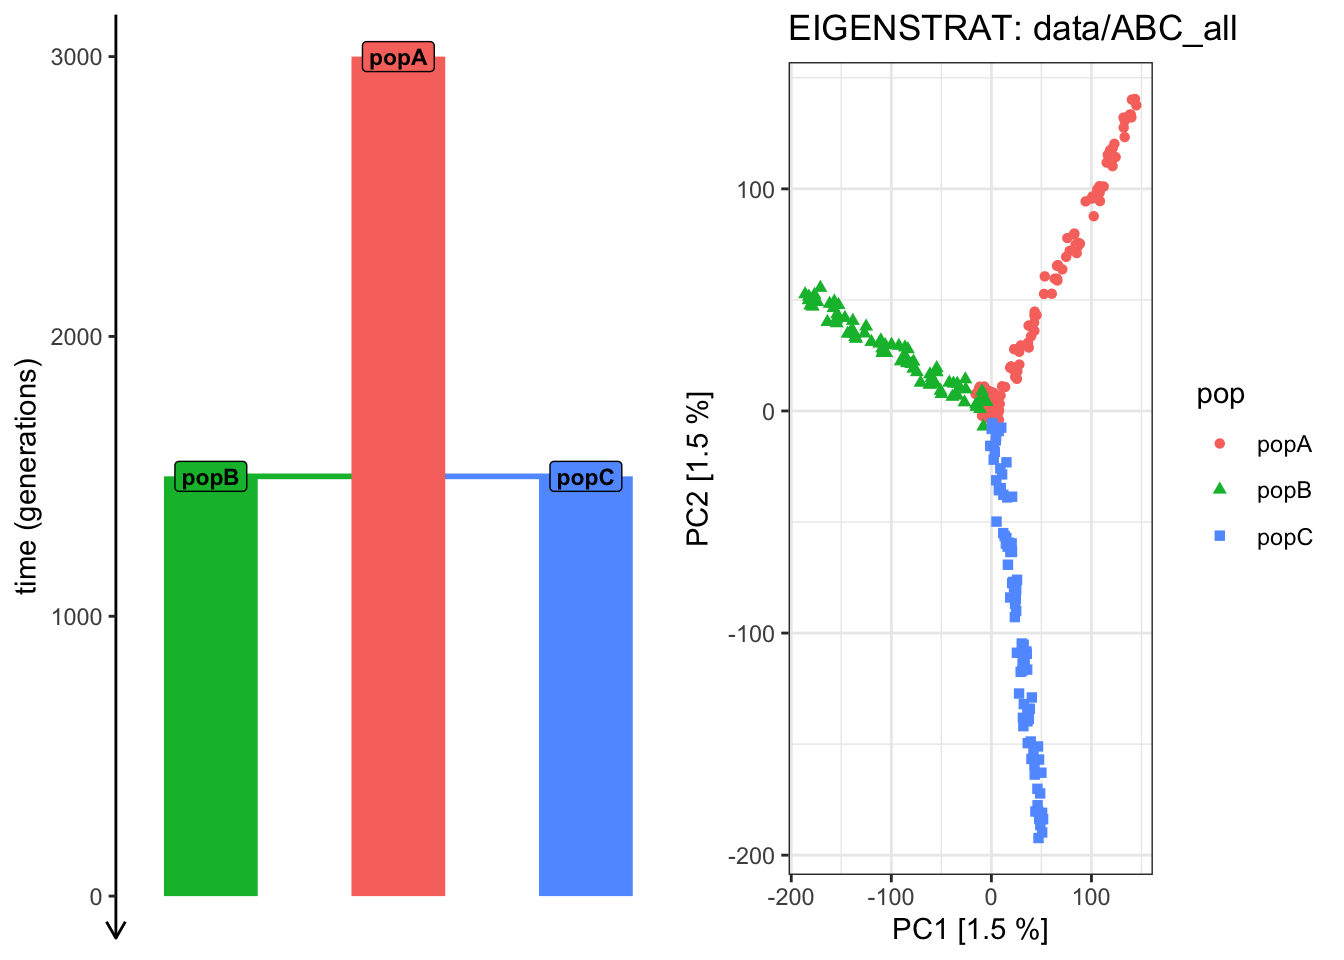 time (generations)
3000
2000
1000
0
popA
popB
popC
EIGENSTRAT: data/ABC_all
PC2 [1.5 %]
100
0
-100
-200
-200
-100
0
100
PC1 [1.5 %]
pop
popA
popB
popC